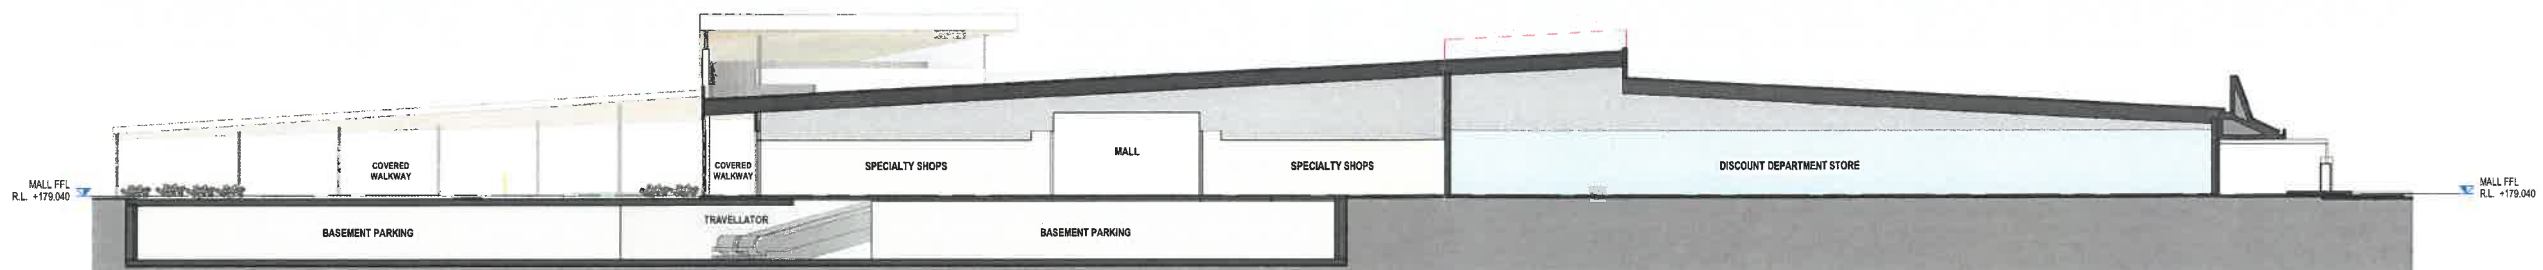 COVERED
WALKWAY
COVERED
WALKWAY
SPECIALTY SHOPS
MALL
SPECIALTY SHOPS
DISCOUNT DEPARTMENT STORE
MALL FFL
R.L. +179.040
MALL FFL
R.L. +179.040
TRAVELLATOR
BASEMENT PARKING
BASEMENT PARKING